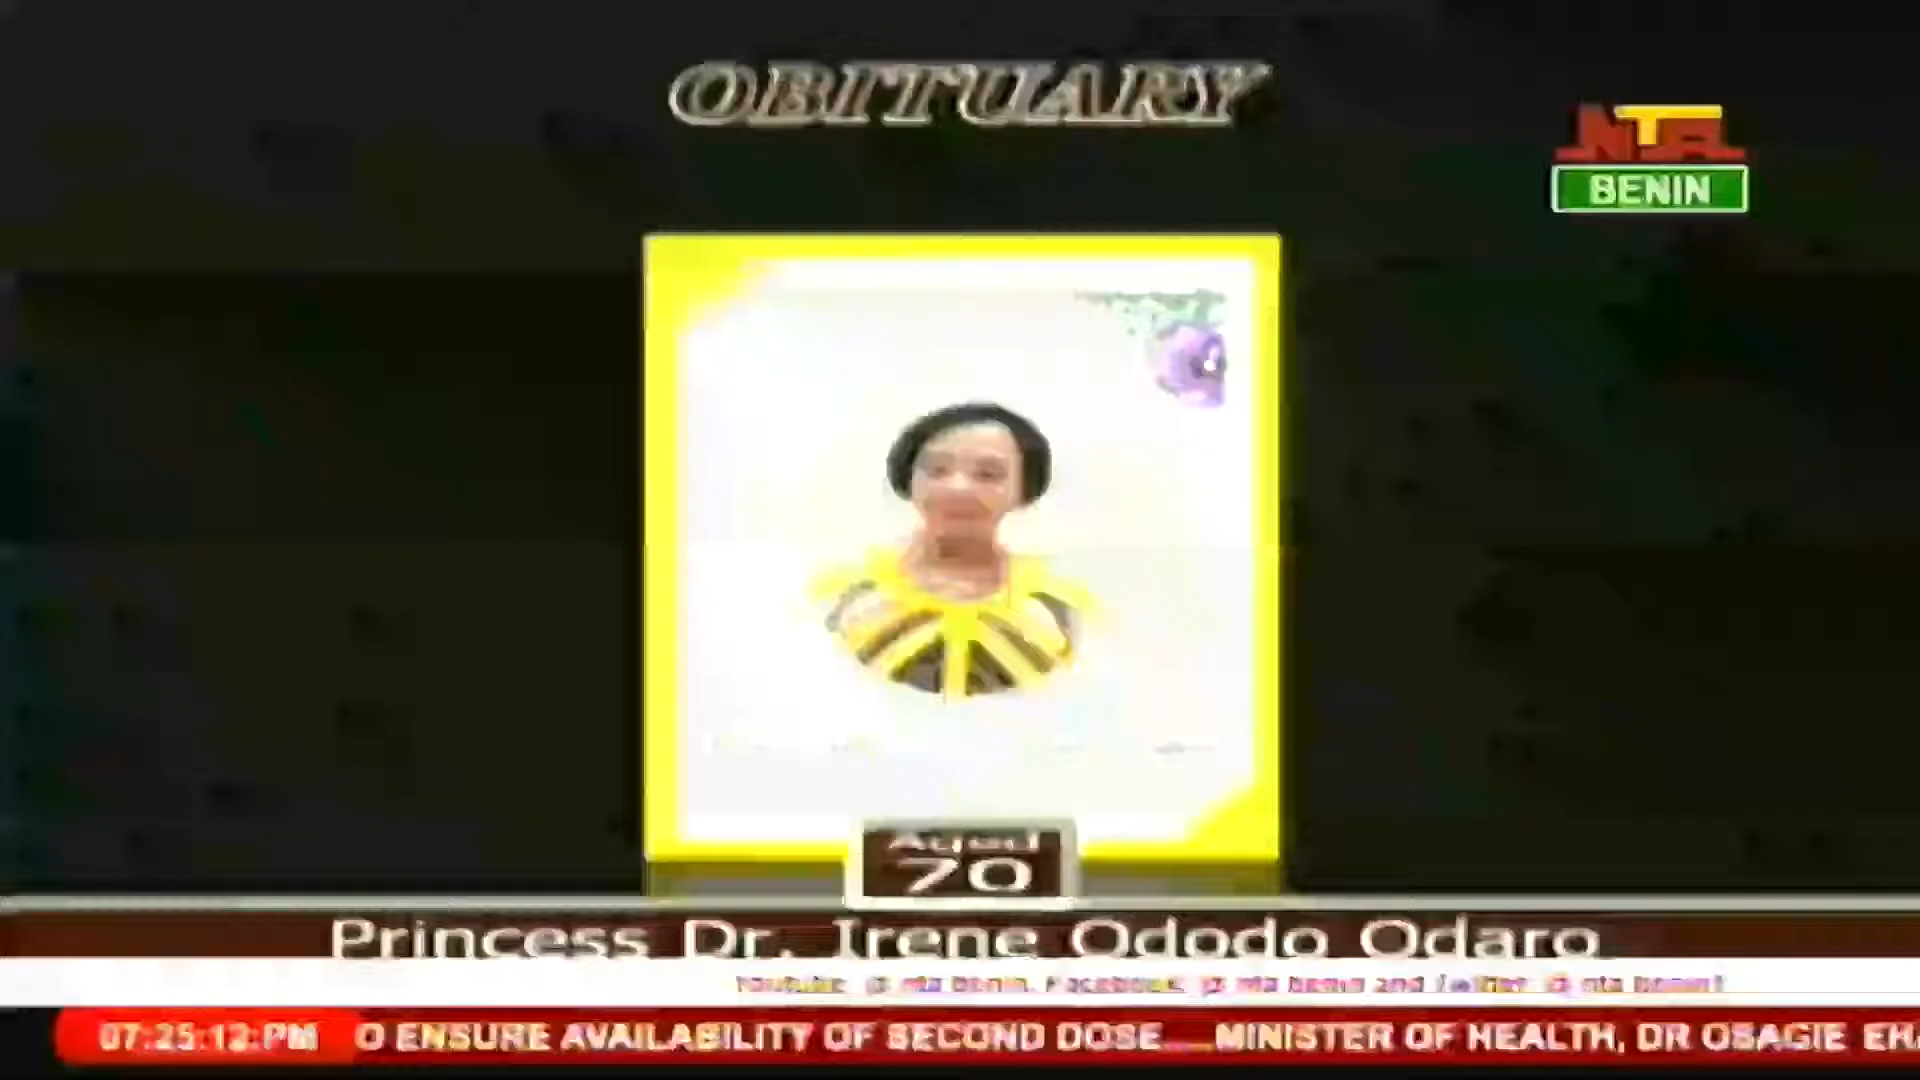 OBITUARY
NTA
BENIN
Aged
70
Princess Dr. Irene Ododo Odaro
Youtube @ nta benin, Facebook @ nta benin and Twitter @ nta benin1
07:25:12:PM O ENSURE AVAILABILITY OF SECOND DOSE.....MINISTER OF HEALTH, DR OSAGIE EHA